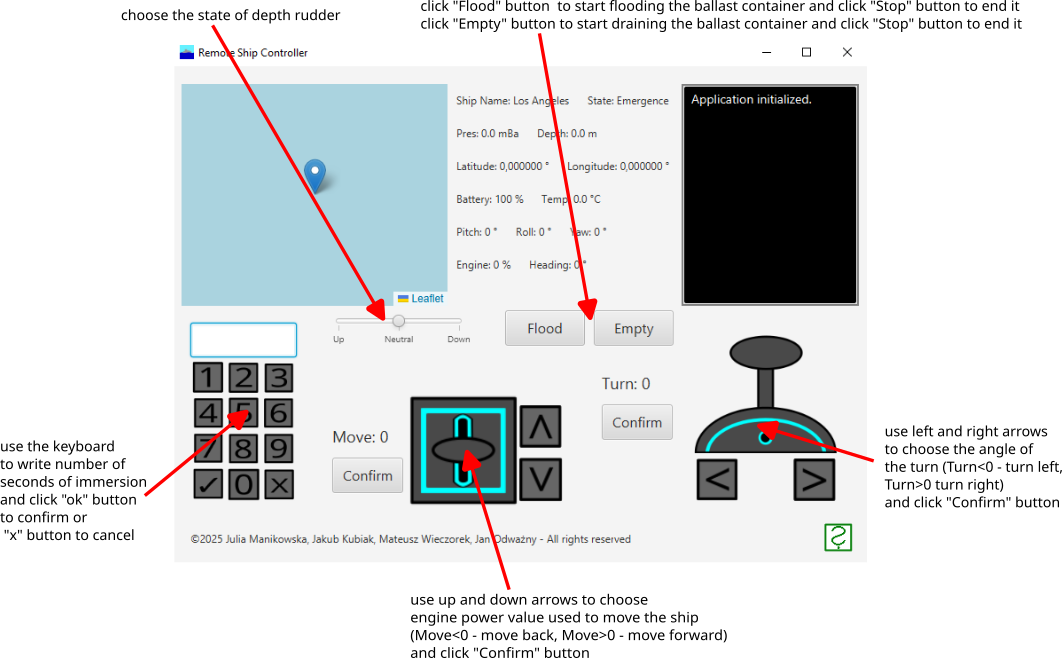 choose the state of depth rudder
click "Flood" button  to start flooding the ballast container and click "Stop" button to end it
click "Empty" button to start draining the ballast container and click "Stop" button to end it
Remote Ship Controller
Ship Name: Los Angeles State: Emergence
Pres: 0.0 mBa Depth: 0.0 m
Latitude: 0,000000 ° Longitude: 0,000000 °
Battery: 100 % Temp: 0.0 °C
Pitch: 0 ° Roll: 0 ° Yaw: 0 °
Engine: 0 % Heading: 0 °
Application initialized.
Leaflet
Up Neutral Down
Flood Empty
1 2 3
4 5 6
7 8 9
✓ 0 X
Move: 0
Confirm
Λ
V
Turn: 0
Confirm
< >
use the keyboard
to write number of
seconds of immersion
and click "ok" button
to confirm or
"x" button to cancel
use left and right arrows
to choose the angle of
the turn (Turn<0 - turn left,
Turn>0 turn right)
and click "Confirm" button
©2025 Julia Manikowska, Jakub Kubiak, Mateusz Wieczorek, Jan Odważny - All rights reserved
use up and down arrows to choose
engine power value used to move the ship
(Move<0 - move back, Move>0 - move forward)
and click "Confirm" button